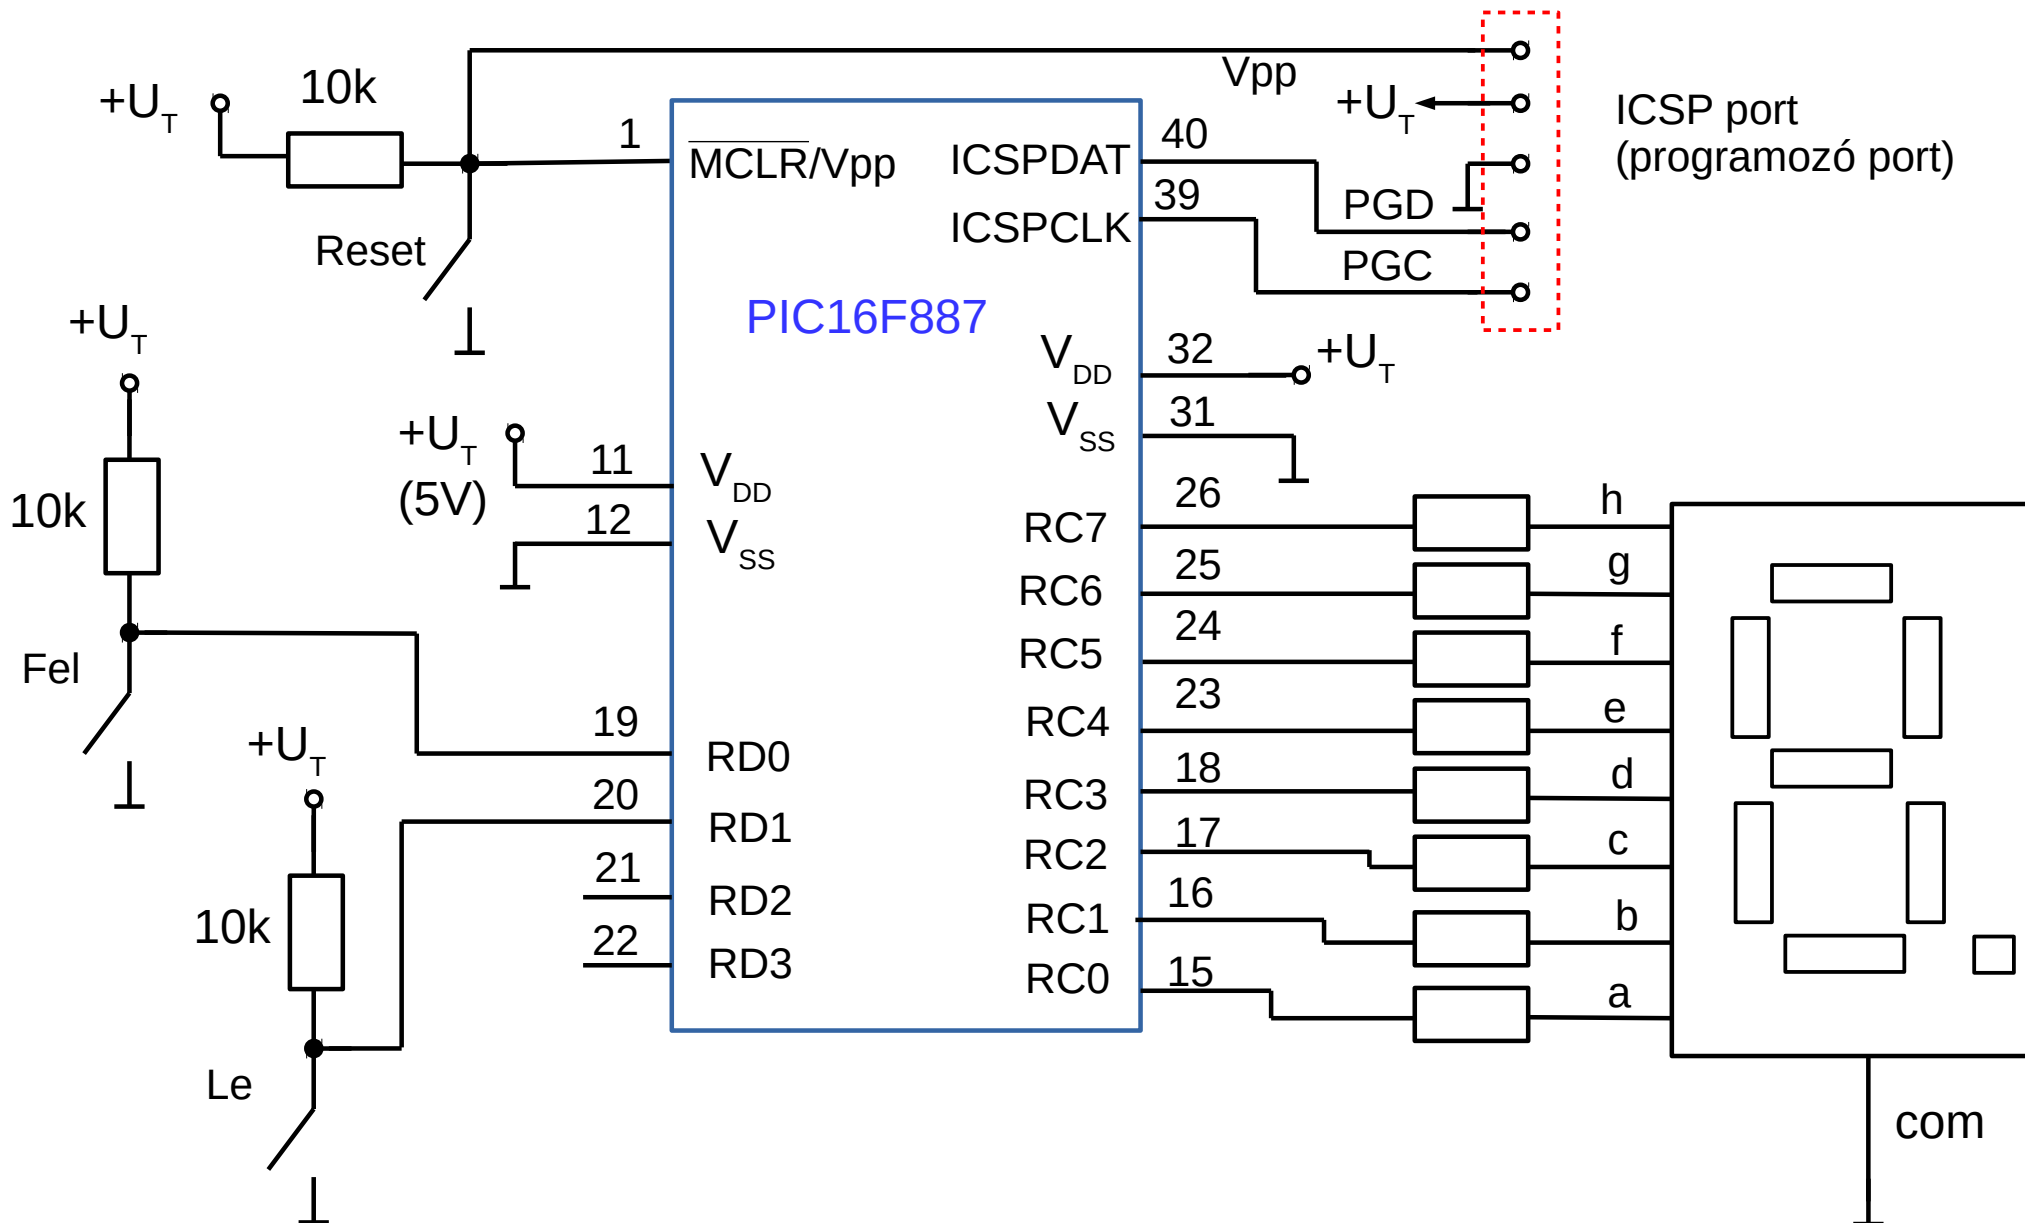 Vpp
+UT
10k
+UT
ICSP port
(programozó port)
1
MCLR/Vpp
ICSPDAT
40
39
ICSPCLK
PGD
PGC
Reset
PIC16F887
+UT
VDD
32
+UT
VSS
31
+UT
(5V)
11
VDD
12
VSS
10k
Fel
RC7
26
h
RC6
25
g
RC5
24
f
RC4
23
e
RC3
18
d
RC2
17
c
RC1
16
b
RC0
15
a
19
RD0
20
RD1
21
RD2
22
RD3
+UT
10k
Le
com